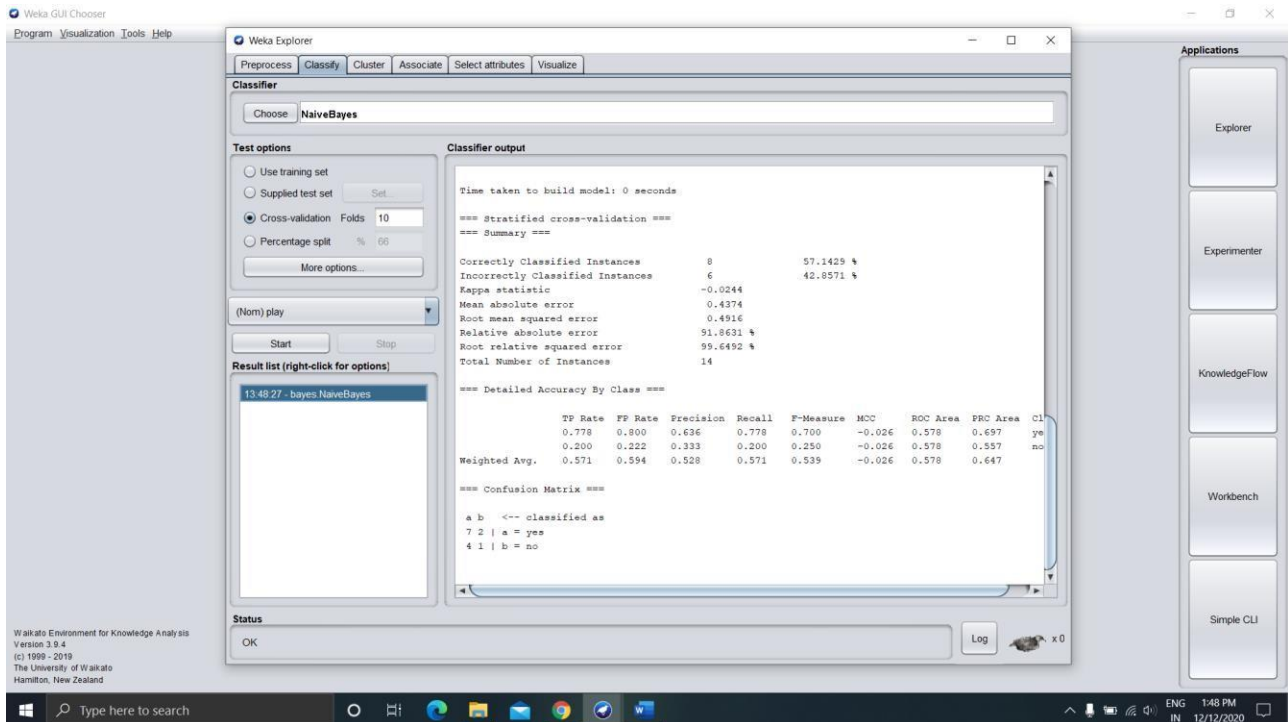 Weka GUI Chooser
Program Visualization Tools Help
Weka Explorer
Preprocess Classify Cluster Associate Select attributes Visualize
Classifier
Choose NaiveBayes
Test options
Use training set
Supplied test set Set...
Cross-validation Folds 10
Percentage split % 66
More options...
(Nom) play
Start Stop
Result list (right-click for options)
13:48:27 - bayes.NaiveBayes
Classifier output
Time taken to build model: 0 seconds
=== Stratified cross-validation ===
=== Summary ===
Correctly Classified Instances 8 57.1429 %
Incorrectly Classified Instances 6 42.8571 %
Kappa statistic -0.0244
Mean absolute error 0.4374
Root mean squared error 0.4916
Relative absolute error 91.8631 %
Root relative squared error 99.6492 %
Total Number of Instances 14
=== Detailed Accuracy By Class ===
TP Rate FP Rate Precision Recall F-Measure MCC ROC Area PRC Area Cl
0.778 0.800 0.636 0.778 0.700 -0.026 0.578 0.697 ye
0.200 0.222 0.333 0.200 0.250 -0.026 0.578 0.557 no
Weighted Avg. 0.571 0.594 0.528 0.571 0.539 -0.026 0.578 0.647
=== Confusion Matrix ===
a b <-- classified as
7 2 | a = yes
4 1 | b = no
Status
OK
Log
x 0
Applications
Explorer
Experimenter
KnowledgeFlow
Workbench
Simple CLI
Waikato Environment for Knowledge Analysis
Version 3.9.4
(c) 1999 - 2019
The University of Waikato
Hamilton, New Zealand
Type here to search
ENG 1:48 PM
IN 12/12/2020